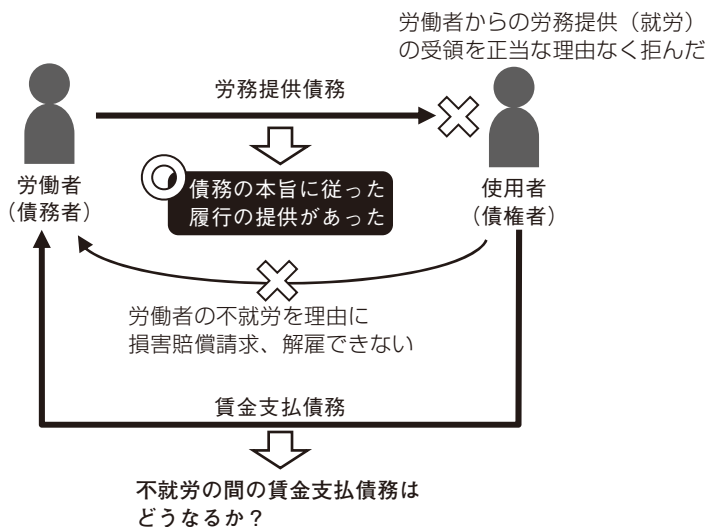 労働者からの労務提供（就労）
の受領を正当な理由なく拒んだ
労務提供債務
労働者
（債務者）
債務の本旨に従った
履行の提供があった
使用者
（債権者）
労働者の不就労を理由に
損害賠償請求、解雇できない
賃金支払債務
不就労の間の賃金支払債務は
どうなるか？